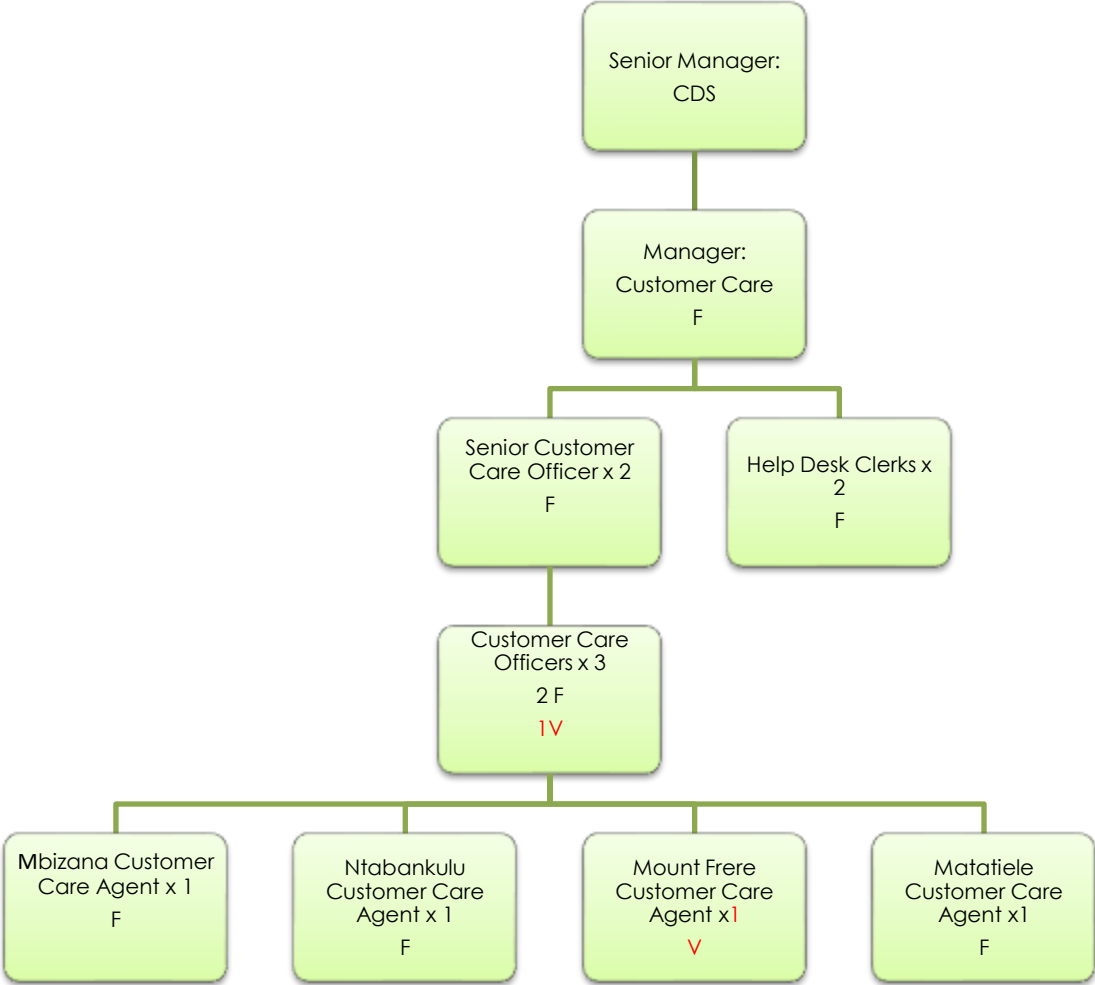 Senior Manager:
CDS
Manager:
Customer Care
F
Senior Customer
Care Officer x 2
F
Help Desk Clerks x
2
F
Customer Care
Officers x 3
2 F
1V
Mbizana Customer
Care Agent x 1
F
Ntabankulu
Customer Care
Agent x 1
F
Mount Frere
Customer Care
Agent x1
V
Matatiele
Customer Care
Agent x1
F